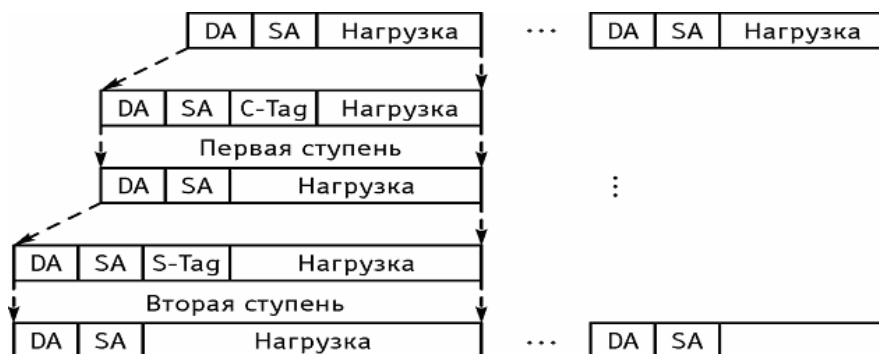 DA SA Нагрузка ... DA SA Нагрузка
DA SA C-Tag Нагрузка
Первая ступень
DA SA Нагрузка ⋮
DA SA S-Tag Нагрузка
Вторая ступень
DA SA Нагрузка ... DA SA